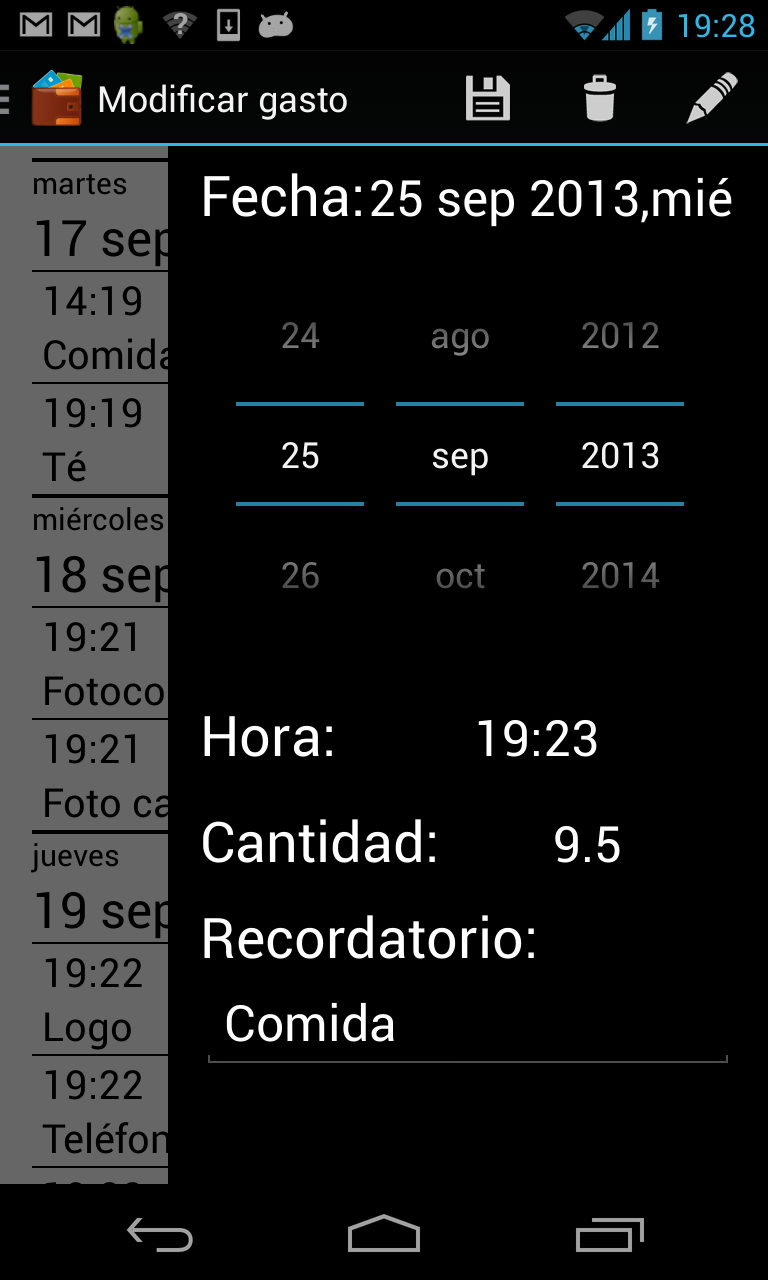 19:28
Modificar gasto
martes
17 sep
14:19
Comida
19:19
Té
miércoles
18 sep
19:21
Fotoco
19:21
Foto ca
jueves
19 sep
19:22
Logo
19:22
Teléfon
Fecha: 25 sep 2013,mié
24 ago 2012
25 sep 2013
26 oct 2014
Hora: 19:23
Cantidad: 9.5
Recordatorio:
Comida